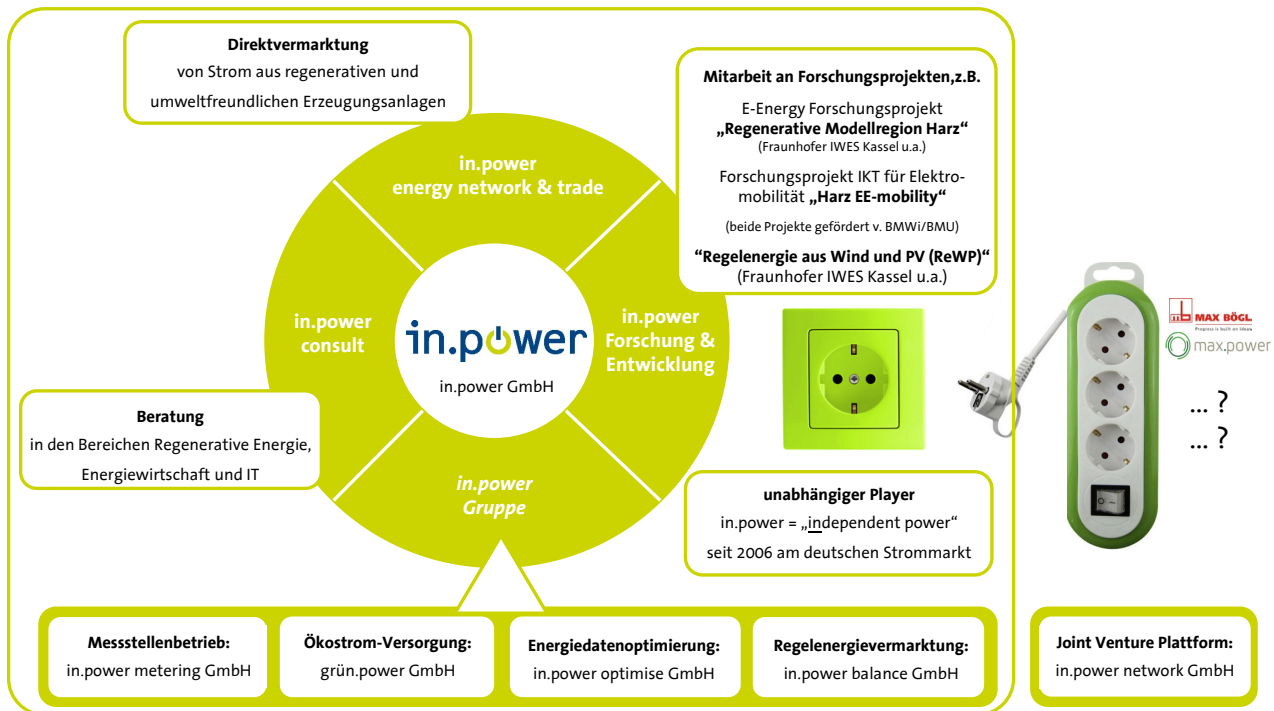 Direktvermarktung
von Strom aus regenerativen und
umweltfreundlichen Erzeugungsanlagen
Mitarbeit an Forschungsprojekten,z.B.
E-Energy Forschungsprojekt
„Regenerative Modellregion Harz“
(Fraunhofer IWES Kassel u.a.)
Forschungsprojekt IKT für Elektro-
mobilität „Harz EE-mobility“
(beide Projekte gefördert v. BMWi/BMU)
“Regelenergie aus Wind und PV (ReWP)“
(Fraunhofer IWES Kassel u.a.)
in.power
energy network & trade
in.power
consult
in.power
in.power GmbH
in.power
Forschung &
Entwicklung
in.power
Gruppe
MAX BÖGL
Progress is built on ideas
max.power
... ?
... ?
Beratung
in den Bereichen Regenerative Energie,
Energiewirtschaft und IT
unabhängiger Player
in.power = „independent power“
seit 2006 am deutschen Strommarkt
Messstellenbetrieb:
in.power metering GmbH
Ökostrom-Versorgung:
grün.power GmbH
Energiedatenoptimierung:
in.power optimise GmbH
Regelenergievermarktung:
in.power balance GmbH
Joint Venture Plattform:
in.power network GmbH